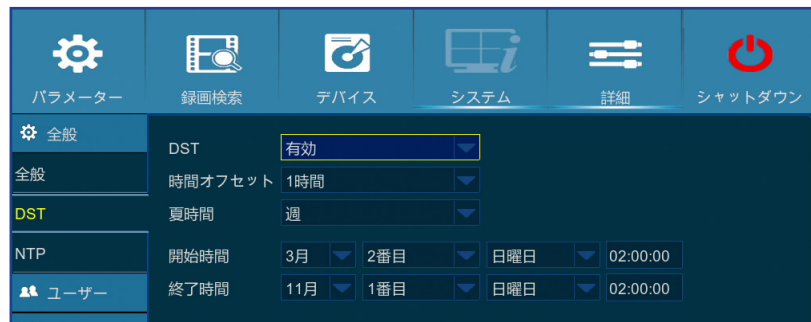 パラメーター 録画検索 デバイス システム 詳細 シャットダウン
全般
全般
DST
NTP
ユーザー
DST 有効
時間オフセット 1時間
夏時間 週
開始時間 3月 2番目 日曜日 02:00:00
終了時間 11月 1番目 日曜日 02:00:00